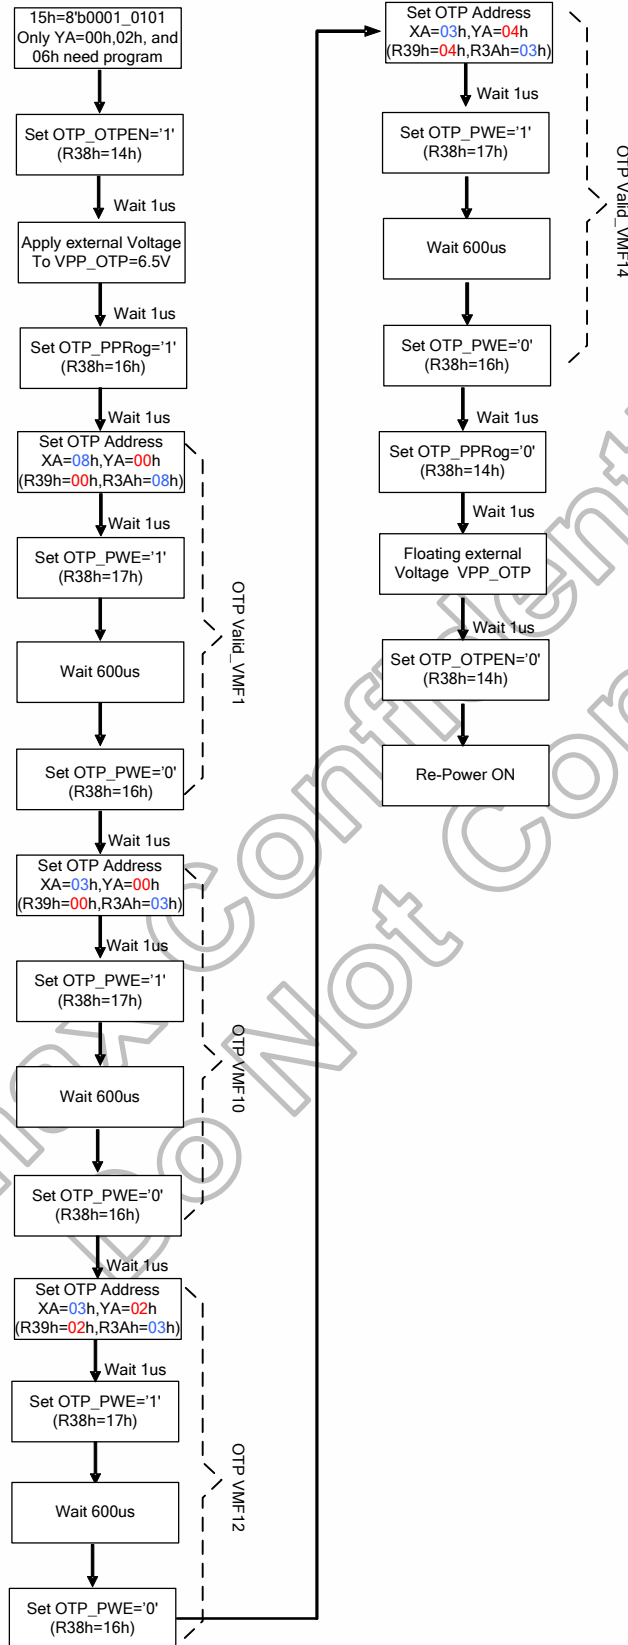 15h=8'b0001_0101
Only YA=00h,02h, and
06h need program
Set OTP_OTPEN='1'
(R38h=14h)
Wait 1us
Apply external Voltage
To VPP_OTP=6.5V
Wait 1us
Set OTP_PPRog='1'
(R38h=16h)
Wait 1us
Set OTP Address
XA=08h,YA=00h
(R39h=00h,R3Ah=08h)
Wait 1us
Set OTP_PWE='1'
(R38h=17h)
Wait 600us
Set OTP_PWE='0'
(R38h=16h)
OTP Valid_VMF1
Wait 1us
Set OTP Address
XA=03h,YA=00h
(R39h=00h,R3Ah=03h)
Wait 1us
Set OTP_PWE='1'
(R38h=17h)
Wait 600us
Set OTP_PWE='0'
(R38h=16h)
OTP VMF10
Wait 1us
Set OTP Address
XA=03h,YA=02h
(R39h=02h,R3Ah=03h)
Wait 1us
Set OTP_PWE='1'
(R38h=17h)
Wait 600us
Set OTP_PWE='0'
(R38h=16h)
OTP VMF12
Set OTP Address
XA=03h,YA=04h
(R39h=04h,R3Ah=03h)
Wait 1us
Set OTP_PWE='1'
(R38h=17h)
Wait 600us
Set OTP_PWE='0'
(R38h=16h)
OTP Valid_VMF14
Wait 1us
Set OTP_PPRog='0'
(R38h=14h)
Wait 1us
Floating external
Voltage VPP_OTP
Wait 1us
Set OTP_OTPEN='0'
(R38h=14h)
Re-Power ON
Do Not